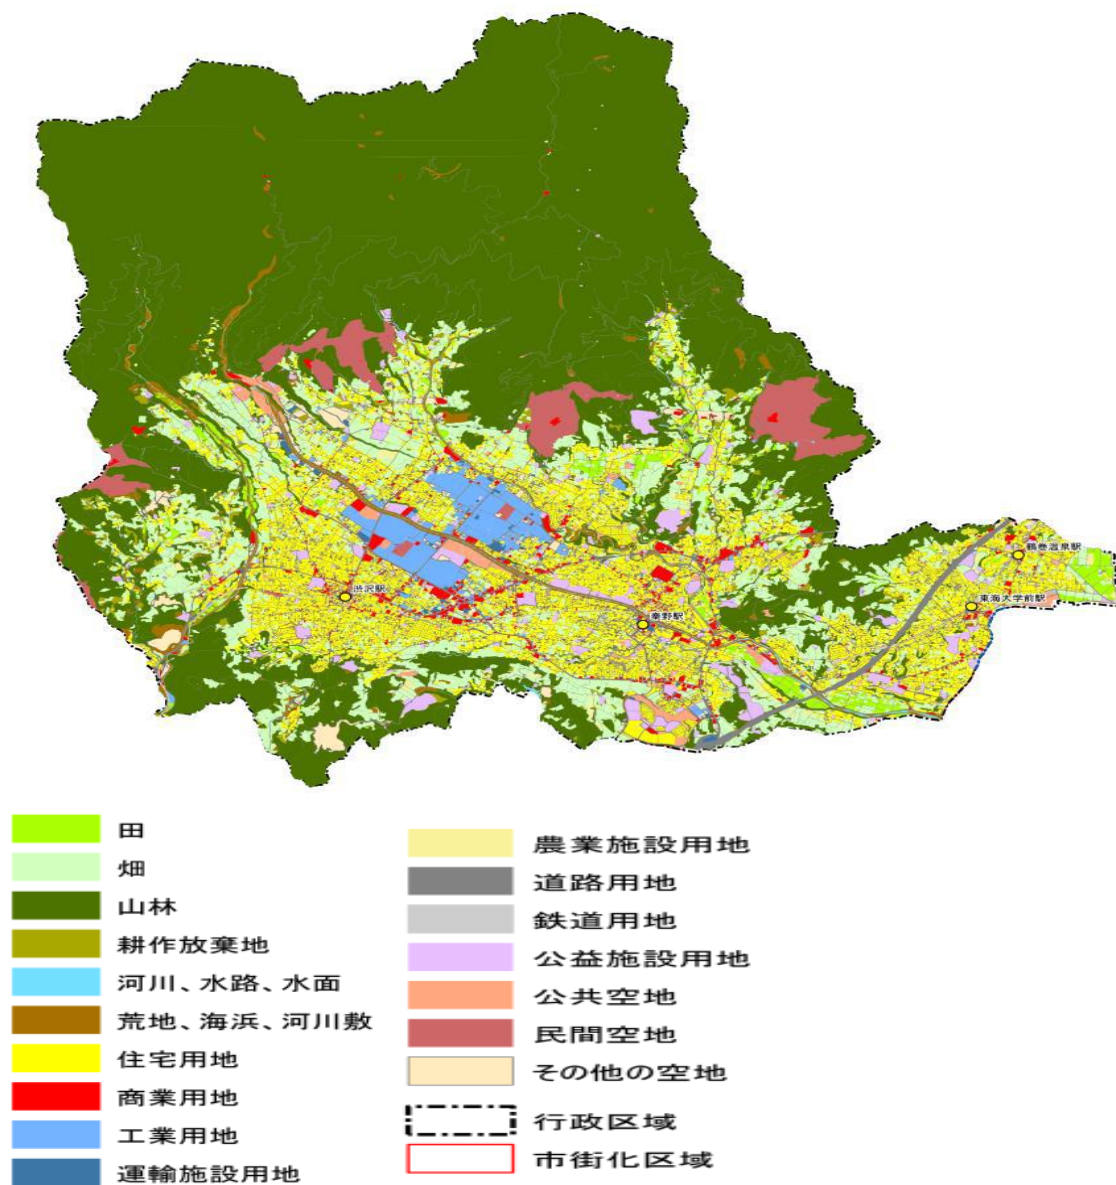 鶴巻温泉駅
東海大学前駅
渋沢駅
秦野駅
田
畑
山林
耕作放棄地
河川、水路、水面
荒地、海浜、河川敷
住宅用地
商業用地
工業用地
運輸施設用地
農業施設用地
道路用地
鉄道用地
公益施設用地
公共空地
民間空地
その他の空地
行政区域
市街化区域